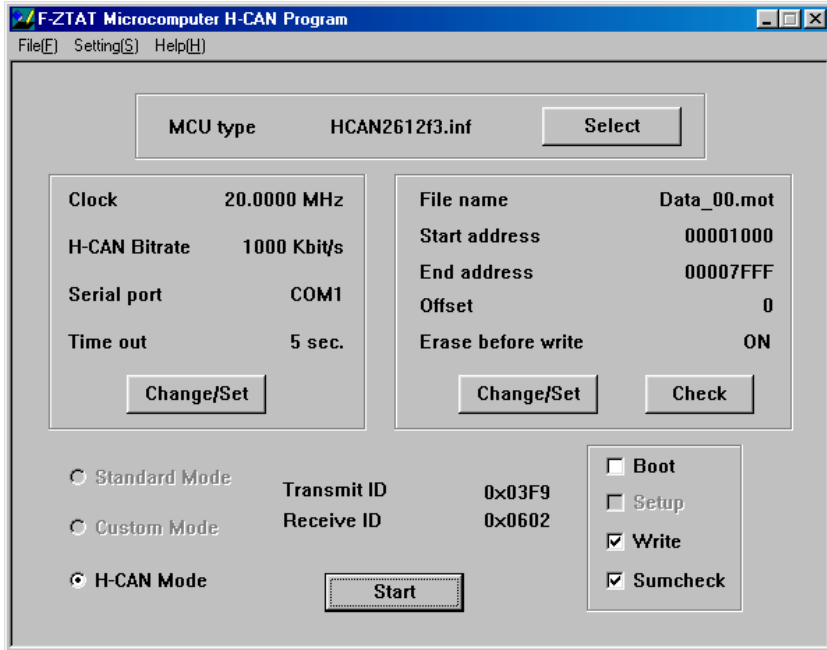 F-ZTAT Microcomputer H-CAN Program
File(F) Setting(S) Help(H)
MCU type HCAN2612f3.inf Select
Clock 20.0000 MHz
H-CAN Bitrate 1000 Kbit/s
Serial port COM1
Time out 5 sec.
Change/Set
File name Data_00.mot
Start address 00001000
End address 00007FFF
Offset 0
Erase before write ON
Change/Set Check
Standard Mode
Custom Mode
H-CAN Mode
Transmit ID 0x03F9
Receive ID 0x0602
Start
Boot
Setup
Write
Sumcheck